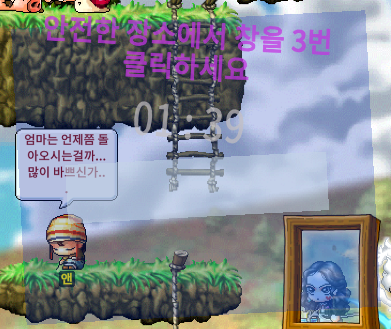 안전한 장소에서 창을 3번
클릭하세요
01:39
엄마는 언제쯤 돌
아오시는걸까...
많이 바쁘신가..
.
앤